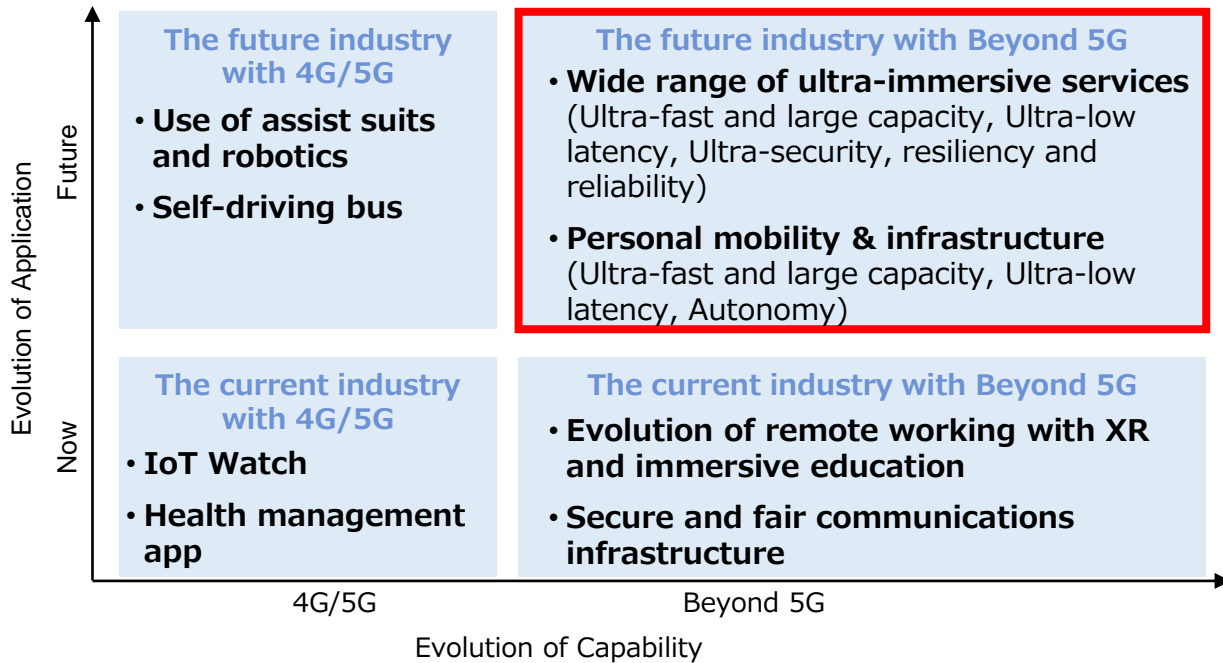 Evolution of Application
Future
Now
The future industry
with 4G/5G
• Use of assist suits
and robotics
• Self-driving bus
The future industry with Beyond 5G
• Wide range of ultra-immersive services
(Ultra-fast and large capacity, Ultra-low
latency, Ultra-security, resiliency and
reliability)
• Personal mobility & infrastructure
(Ultra-fast and large capacity, Ultra-low
latency, Autonomy)
The current industry
with 4G/5G
• IoT Watch
• Health management
app
The current industry with Beyond 5G
• Evolution of remote working with XR
and immersive education
• Secure and fair communications
infrastructure
4G/5G
Beyond 5G
Evolution of Capability